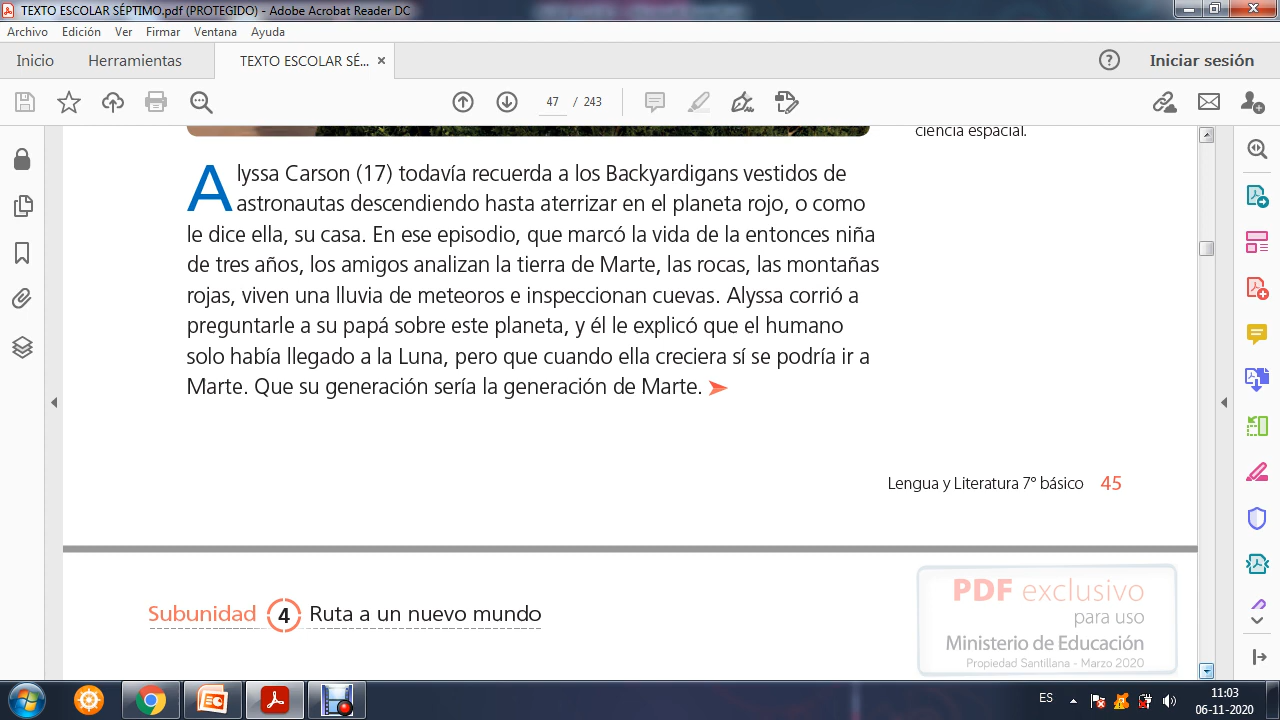 TEXTO ESCOLAR SÉPTIMO.pdf (PROTEGIDO) - Adobe Acrobat Reader DC
Archivo Edición Ver Firmar Ventana Ayuda
Inicio Herramientas TEXTO ESCOLAR SÉ... × Iniciar sesión
47 / 243
ciencia espacial.
Alyssa Carson (17) todavía recuerda a los Backyardigans vestidos de
astronautas descendiendo hasta aterrizar en el planeta rojo, o como
le dice ella, su casa. En ese episodio, que marcó la vida de la entonces niña
de tres años, los amigos analizan la tierra de Marte, las rocas, las montañas
rojas, viven una lluvia de meteoros e inspeccionan cuevas. Alyssa corrió a
preguntarle a su papá sobre este planeta, y él le explicó que el humano
solo había llegado a la Luna, pero que cuando ella creciera sí se podría ir a
Marte. Que su generación sería la generación de Marte.
Lengua y Literatura 7° básico 45
Subunidad 4 Ruta a un nuevo mundo
PDF exclusivo
para uso
Ministerio de Educación
Propiedad Santillana - Marzo 2020
ES 11:03
06-11-2020